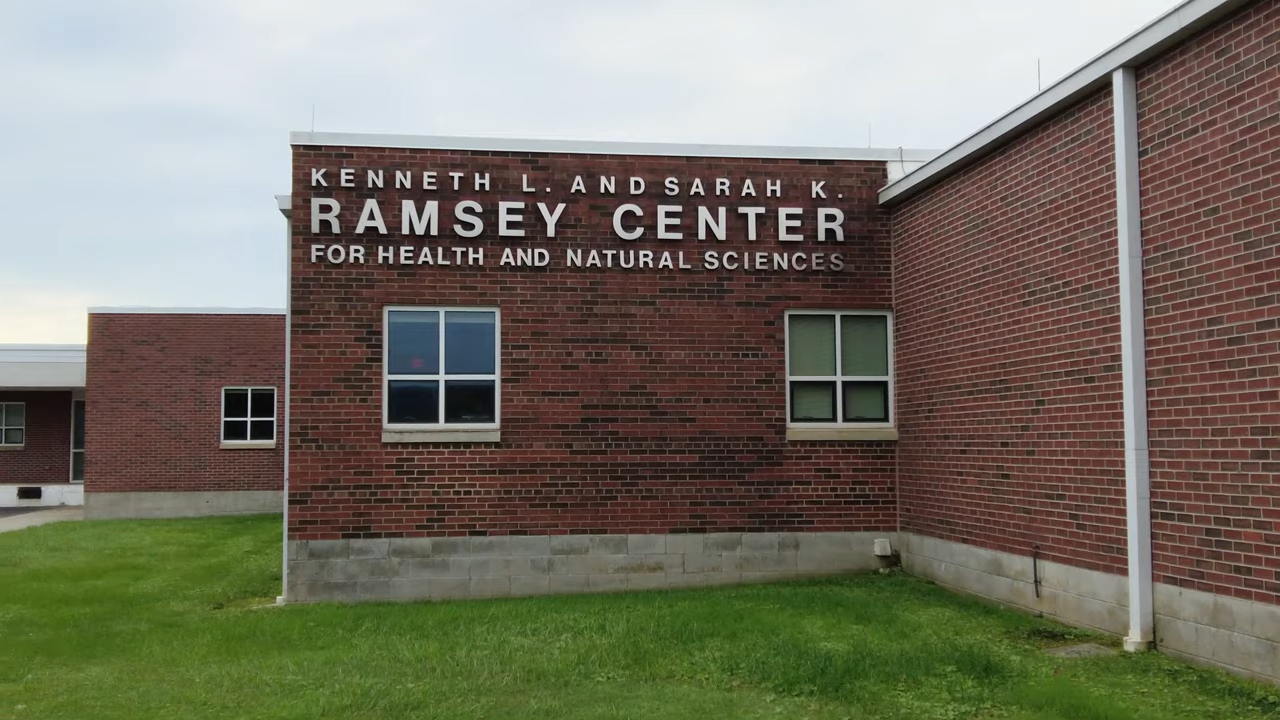 KENNETH L. AND SARAH K.
RAMSEY CENTER
FOR HEALTH AND NATURAL SCIENCES